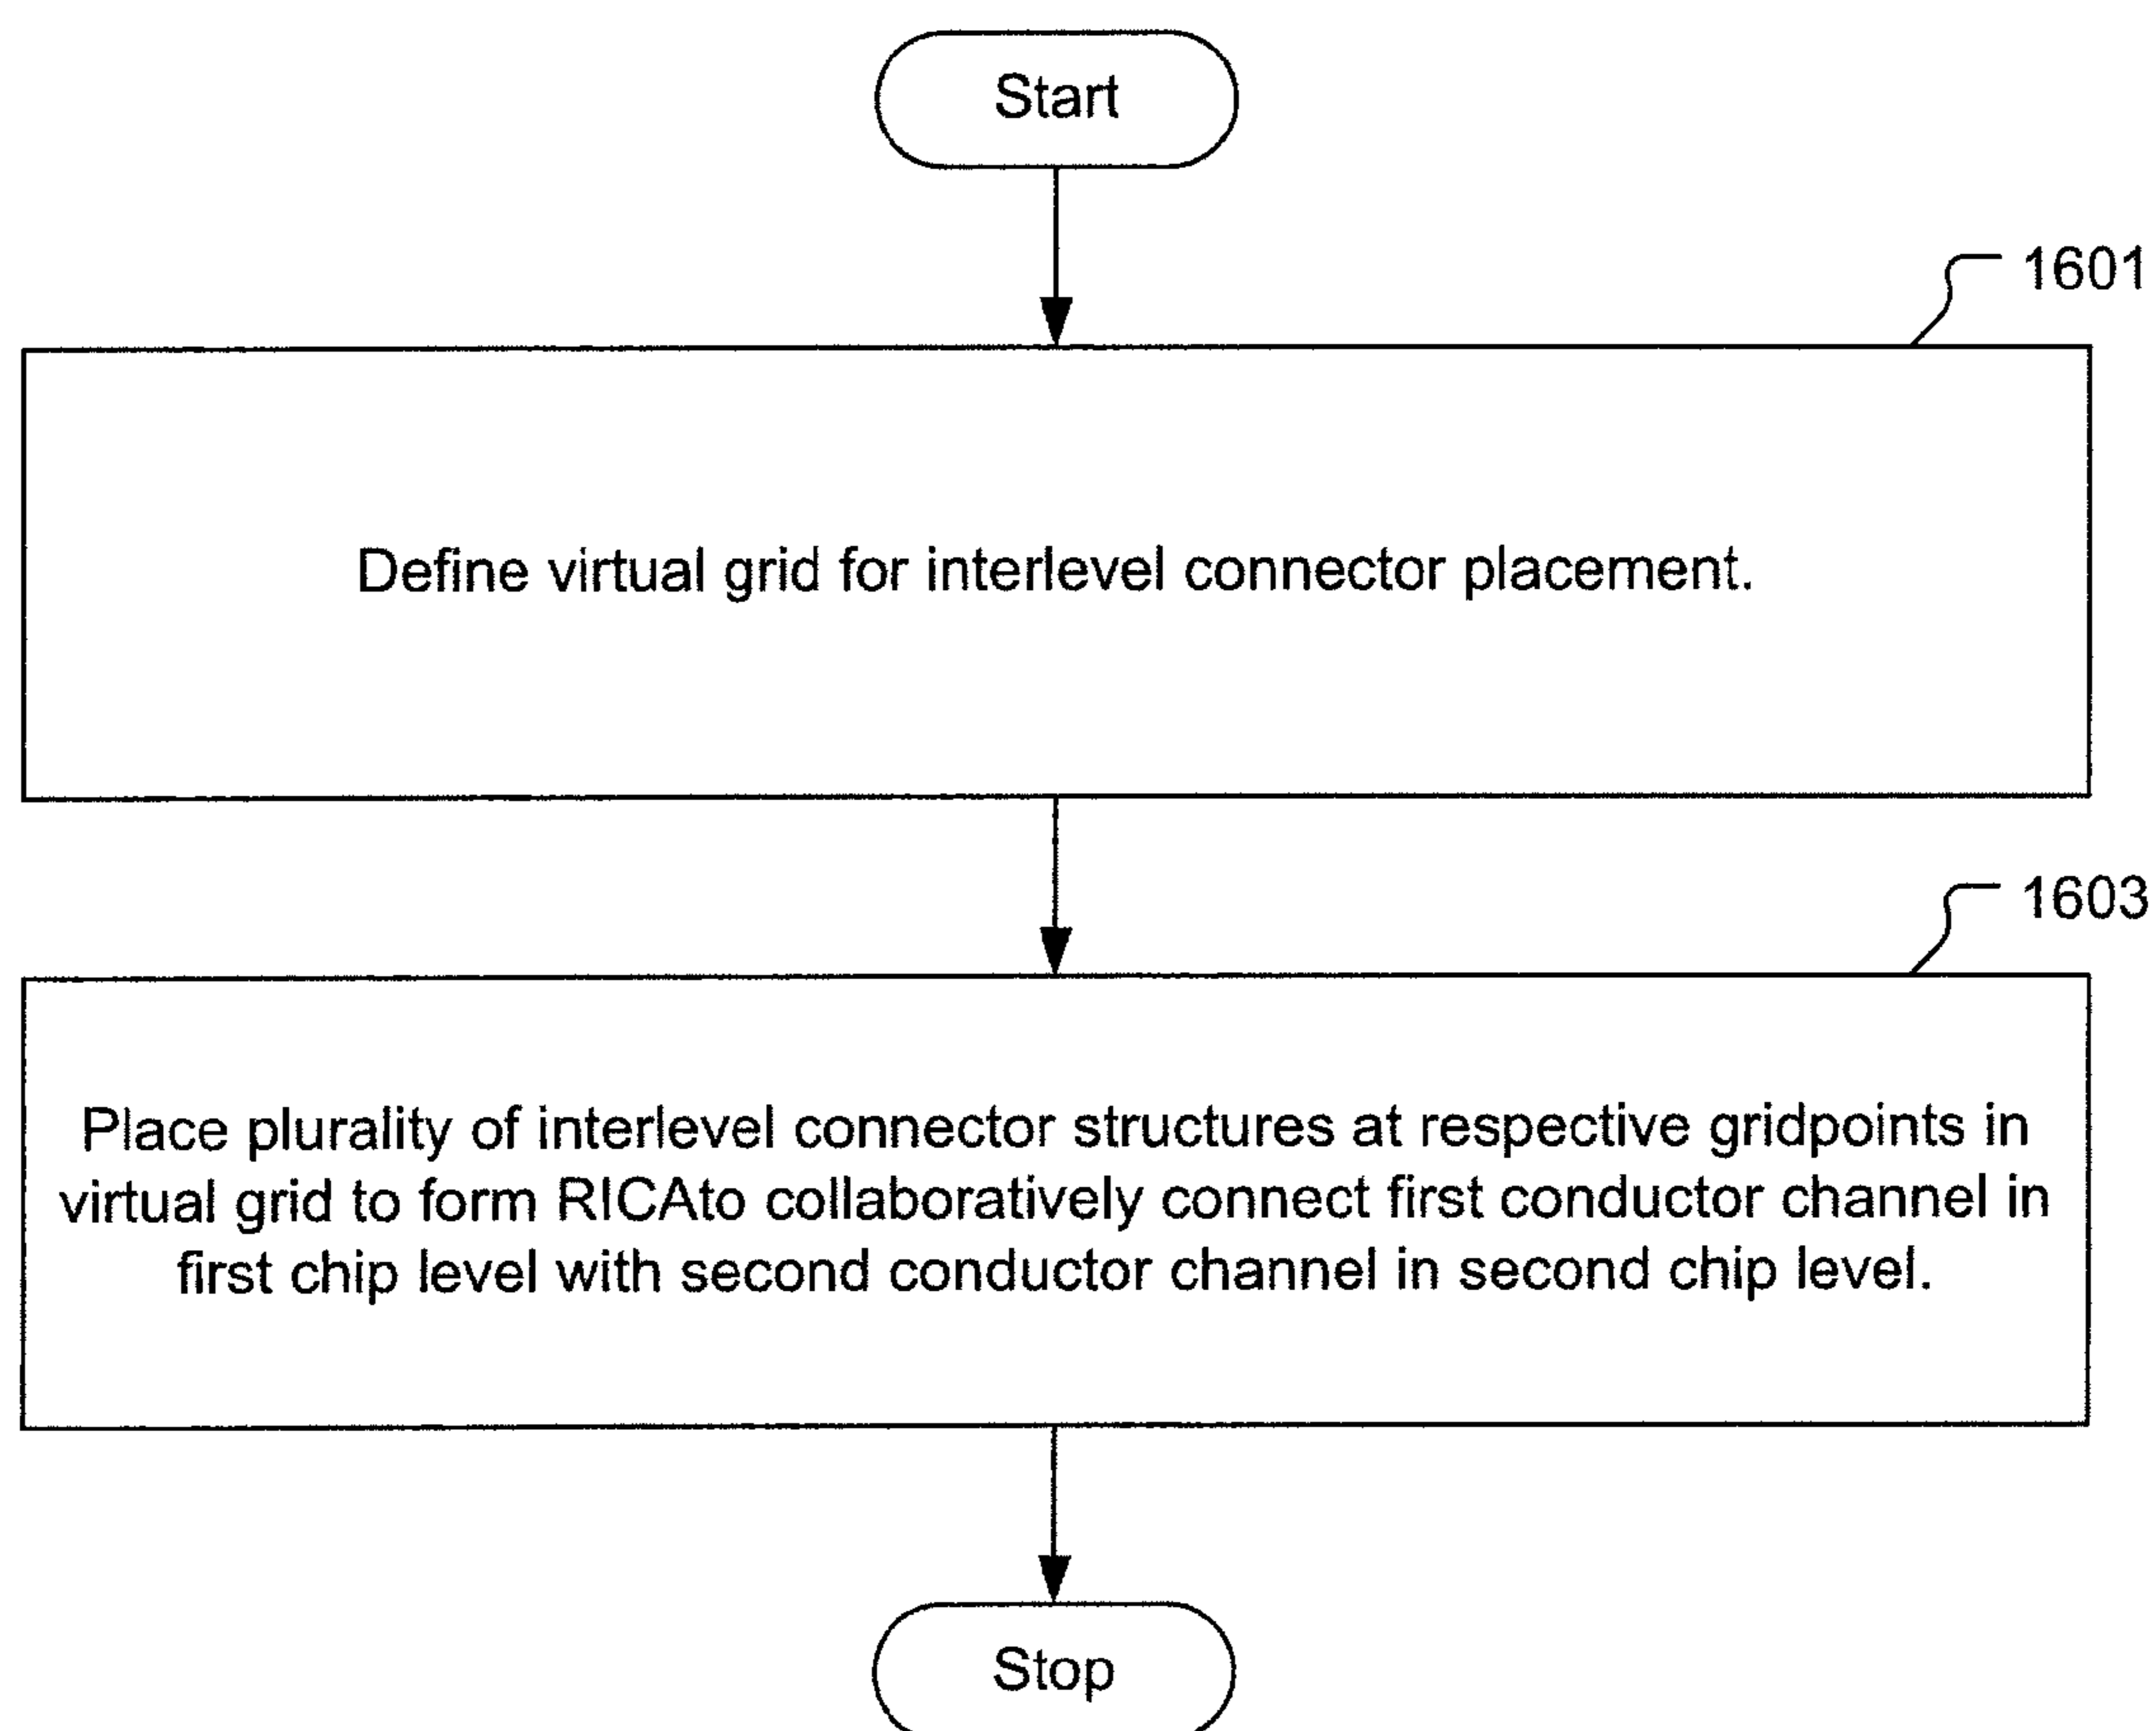 Start
1601
Define virtual grid for interlevel connector placement.
1603
Place plurality of interlevel connector structures at respective gridpoints in
virtual grid to form RICAto collaboratively connect first conductor channel in
first chip level with second conductor channel in second chip level.
Stop